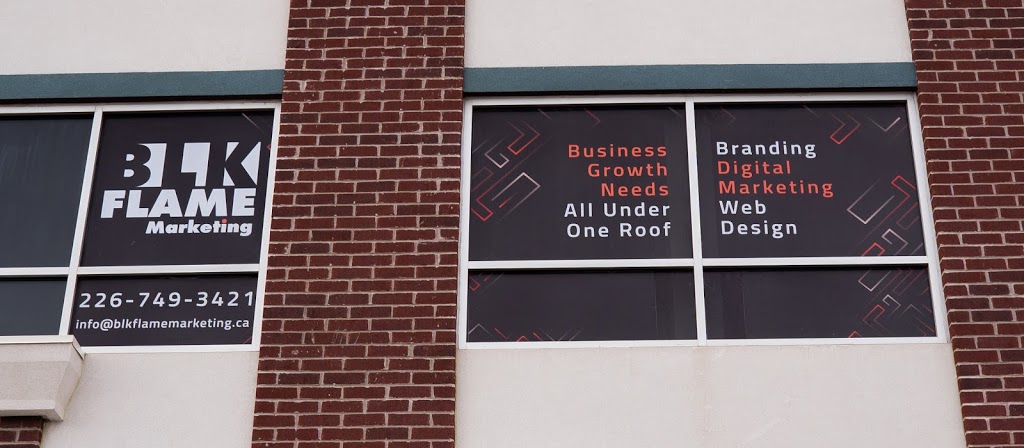 BLK
FLAME
Marketing
226-749-3421
info@blkflamemarketing.ca
Business
Growth
Needs
All Under
One Roof
Branding
Digital
Marketing
Web
Design